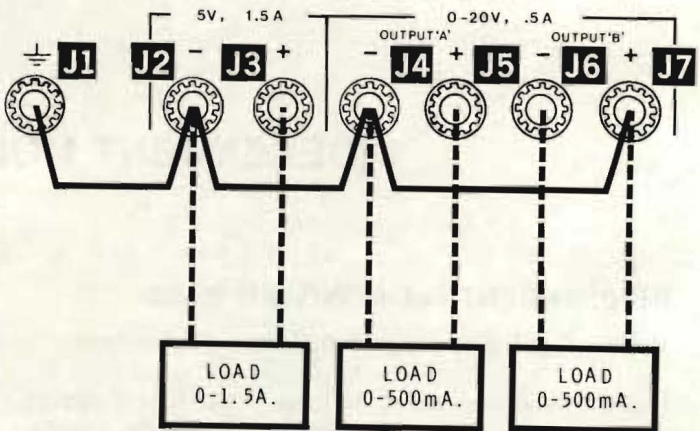 5V, 1.5A
0-20V, .5A
OUTPUT'A'
OUTPUT'B'
J1 J2 - J3 + - J4 + J5 - J6 + J7
LOAD
0-1.5A.
LOAD
0-500mA.
LOAD
0-500mA.